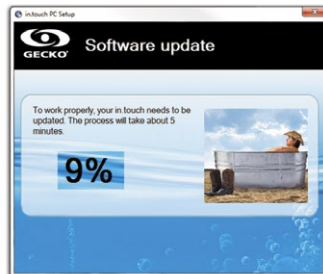 in.touch PC Setup
GECKO
Software update
To work properly, your in.touch needs to be
updated. The process will take about 5
minutes.
9%